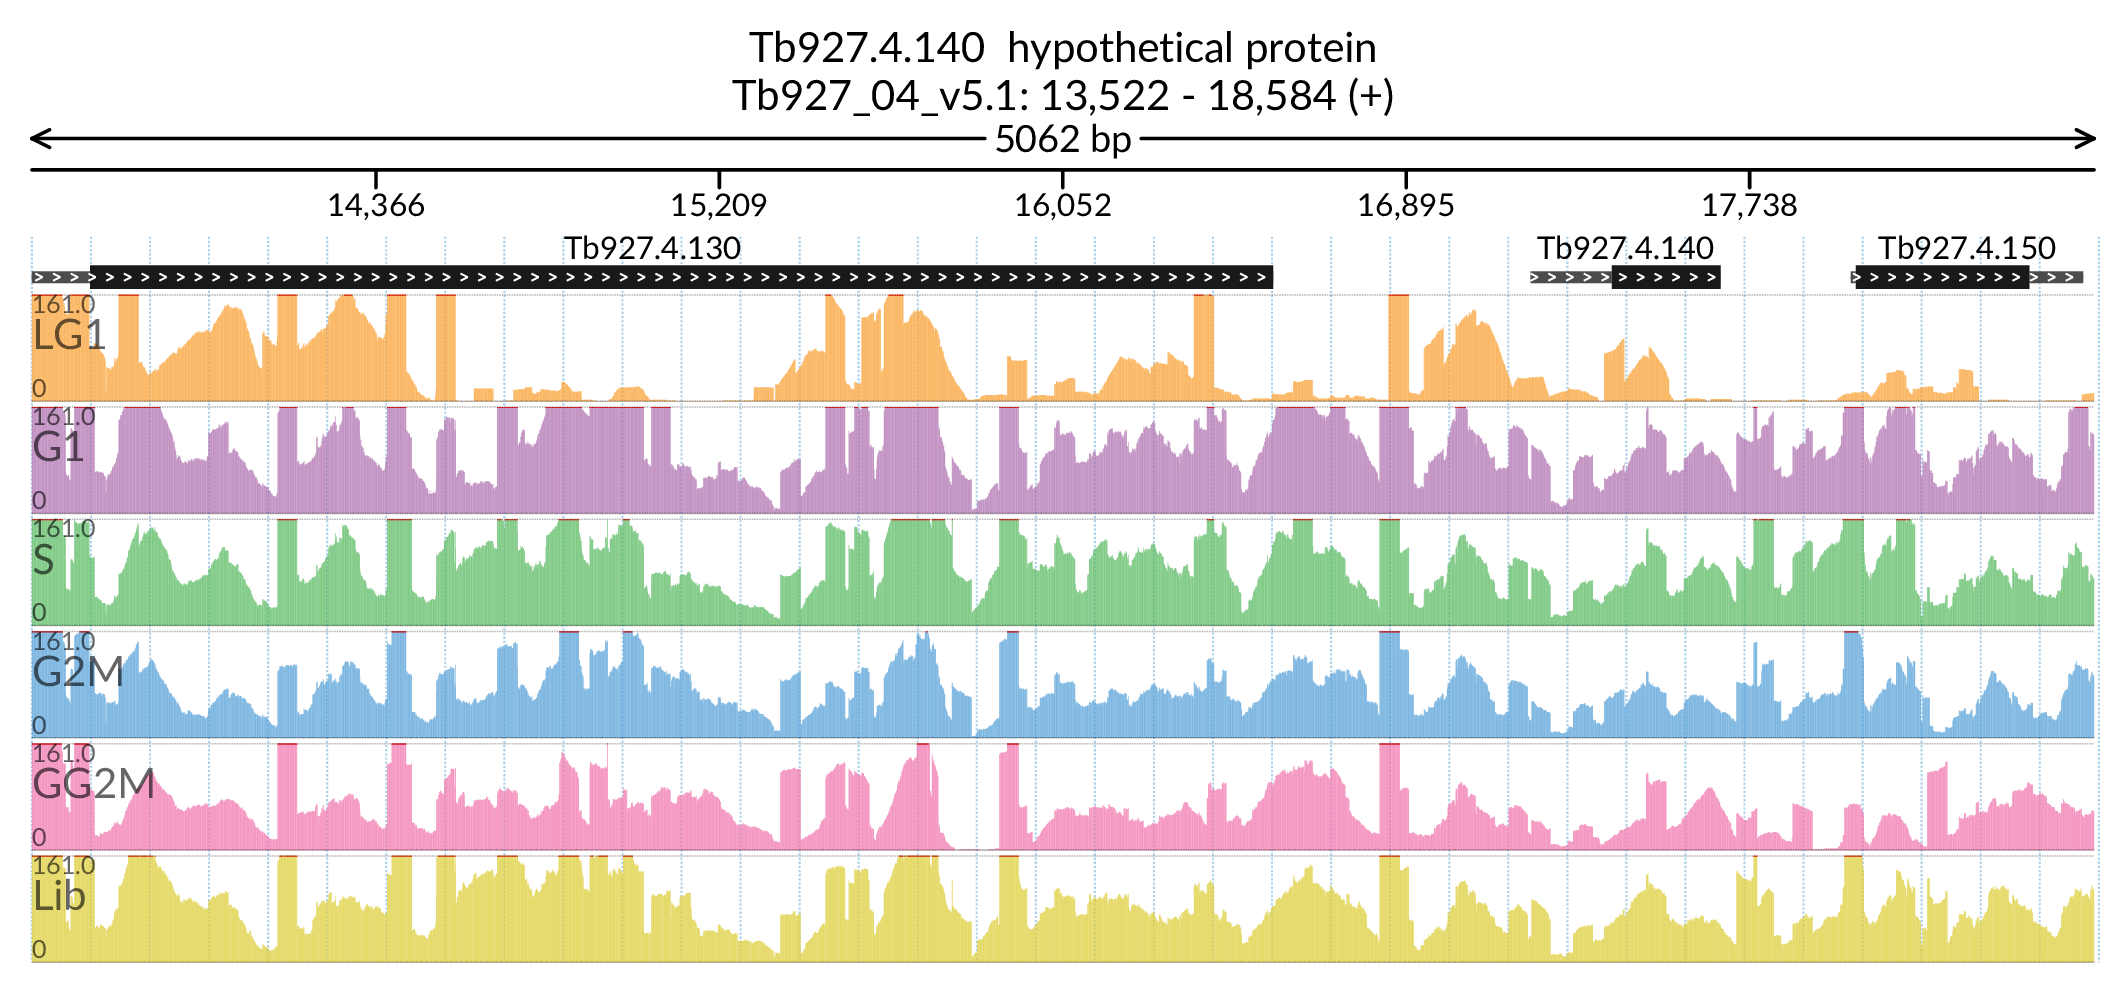 Tb927.4.140  hypothetical protein
Tb927_04_v5.1: 13,522 - 18,584 (+)
5062 bp
14,366 15,209 16,052 16,895 17,738
Tb927.4.130 Tb927.4.140 Tb927.4.150
161.0
LG1
0
161.0
G1
0
161.0
S
0
161.0
G2M
0
161.0
GG2M
0
161.0
Lib
0